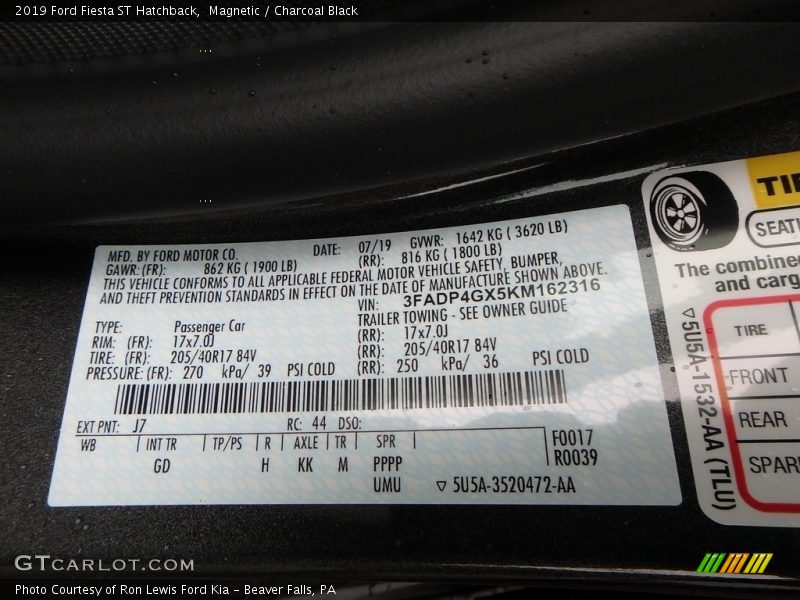 2019 Ford Fiesta ST Hatchback, Magnetic / Charcoal Black
MFD. BY FORD MOTOR CO. DATE: 07/19 GVWR: 1642 KG ( 3620 LB)
GAWR: (FR): 862 KG ( 1900 LB) (RR): 816 KG ( 1800 LB)
THIS VEHICLE CONFORMS TO ALL APPLICABLE FEDERAL MOTOR VEHICLE SAFETY, BUMPER,
AND THEFT PREVENTION STANDARDS IN EFFECT ON THE DATE OF MANUFACTURE SHOWN ABOVE.
VIN: 3FADP4GX5KM162316
TYPE: Passenger Car TRAILER TOWING - SEE OWNER GUIDE
RIM: (FR): 17x7.0J (RR): 17x7.0J
TIRE: (FR): 205/40R17 84V (RR): 205/40R17 84V
PRESSURE: (FR): 270 kPa/ 39 PSI COLD (RR): 250 kPa/ 36 PSI COLD
EXT PNT: J7 RC: 44 DSO:
WB INT TR TP/PS R AXLE TR SPR F0017
GD H KK M PPPP R0039
UMU ▽ 5U5A-3520472-AA
TIR
SEATI
The combined
and carg
TIRE
FRONT
REAR
SPAR
▽5U5A-1532-AA (TLU)
GTCARLOT.COM
Photo Courtesy of Ron Lewis Ford Kia – Beaver Falls, PA